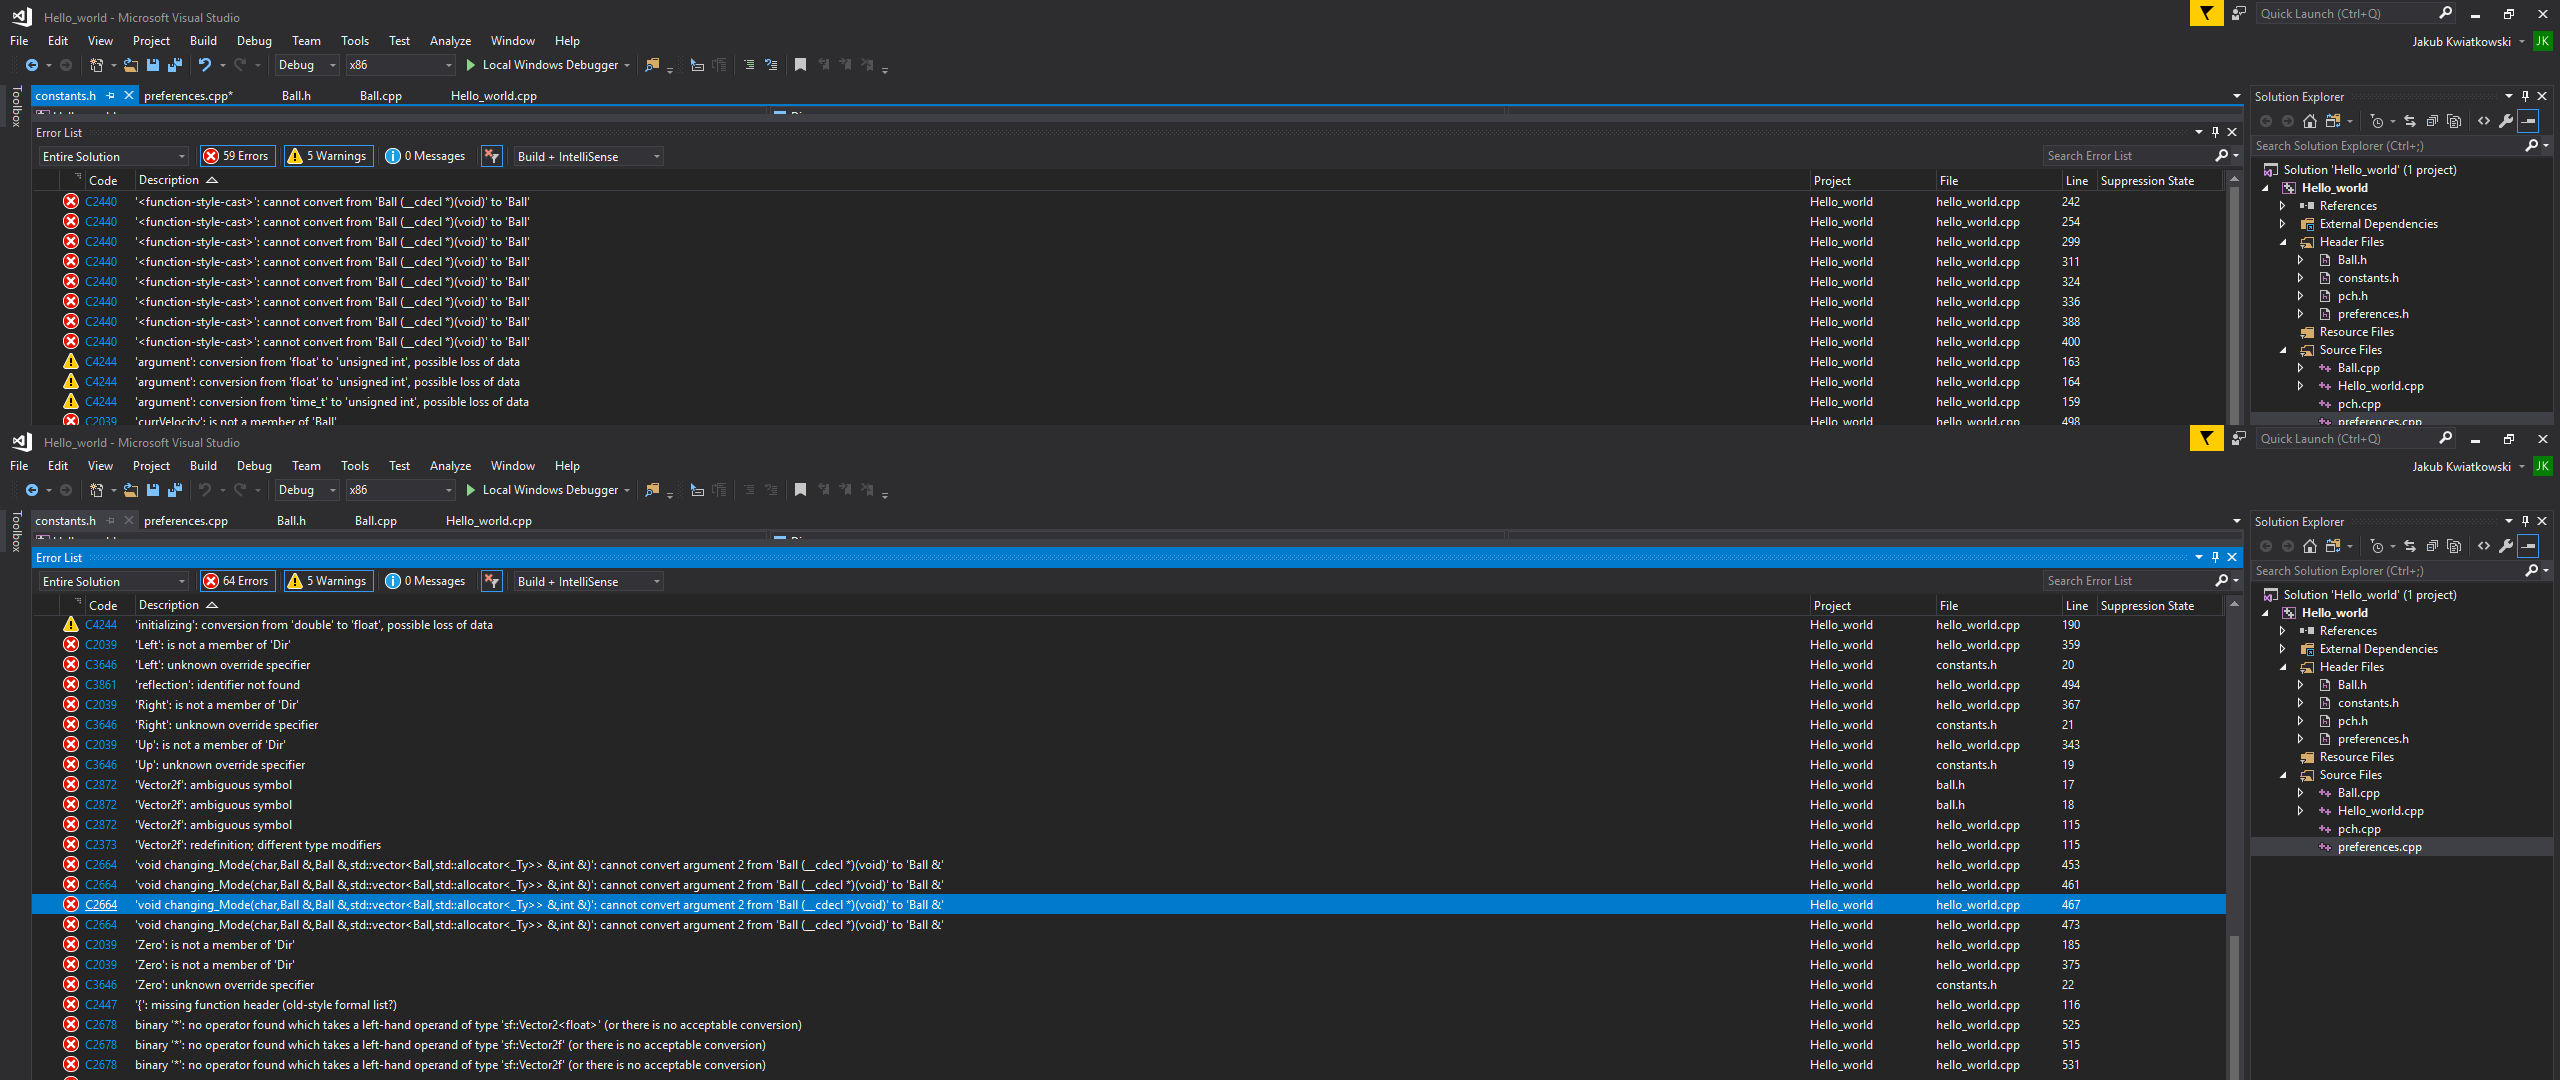 Hello_world - Microsoft Visual Studio
Quick Launch (Ctrl+Q)
File Edit View Project Build Debug Team Tools Test Analyze Window Help
Jakub Kwiatkowski JK
Debug x86 Local Windows Debugger
Toolbox
constants.h preferences.cpp* Ball.h Ball.cpp Hello_world.cpp
Error List
Entire Solution 59 Errors 5 Warnings 0 Messages Build + IntelliSense Search Error List
Code Description Project File Line Suppression State
C2440 '<function-style-cast>': cannot convert from 'Ball (__cdecl *)(void)' to 'Ball' Hello_world hello_world.cpp 242
C2440 '<function-style-cast>': cannot convert from 'Ball (__cdecl *)(void)' to 'Ball' Hello_world hello_world.cpp 254
C2440 '<function-style-cast>': cannot convert from 'Ball (__cdecl *)(void)' to 'Ball' Hello_world hello_world.cpp 299
C2440 '<function-style-cast>': cannot convert from 'Ball (__cdecl *)(void)' to 'Ball' Hello_world hello_world.cpp 311
C2440 '<function-style-cast>': cannot convert from 'Ball (__cdecl *)(void)' to 'Ball' Hello_world hello_world.cpp 324
C2440 '<function-style-cast>': cannot convert from 'Ball (__cdecl *)(void)' to 'Ball' Hello_world hello_world.cpp 336
C2440 '<function-style-cast>': cannot convert from 'Ball (__cdecl *)(void)' to 'Ball' Hello_world hello_world.cpp 388
C2440 '<function-style-cast>': cannot convert from 'Ball (__cdecl *)(void)' to 'Ball' Hello_world hello_world.cpp 400
C4244 'argument': conversion from 'float' to 'unsigned int', possible loss of data Hello_world hello_world.cpp 163
C4244 'argument': conversion from 'float' to 'unsigned int', possible loss of data Hello_world hello_world.cpp 164
C4244 'argument': conversion from 'time_t' to 'unsigned int', possible loss of data Hello_world hello_world.cpp 159
C2039 'currVelocity': is not a member of 'Ball' Hello_world hello_world.cpp 498
Solution Explorer
Search Solution Explorer (Ctrl+;)
Solution 'Hello_world' (1 project)
Hello_world
References
External Dependencies
Header Files
Ball.h
constants.h
pch.h
preferences.h
Resource Files
Source Files
Ball.cpp
Hello_world.cpp
pch.cpp
preferences.cpp
Hello_world - Microsoft Visual Studio
Quick Launch (Ctrl+Q)
File Edit View Project Build Debug Team Tools Test Analyze Window Help
Jakub Kwiatkowski JK
Debug x86 Local Windows Debugger
Toolbox
constants.h preferences.cpp Ball.h Ball.cpp Hello_world.cpp
Error List
Entire Solution 64 Errors 5 Warnings 0 Messages Build + IntelliSense Search Error List
Code Description Project File Line Suppression State
C4244 'initializing': conversion from 'double' to 'float', possible loss of data Hello_world hello_world.cpp 190
C2039 'Left': is not a member of 'Dir' Hello_world hello_world.cpp 359
C3646 'Left': unknown override specifier Hello_world constants.h 20
C3861 'reflection': identifier not found Hello_world hello_world.cpp 494
C2039 'Right': is not a member of 'Dir' Hello_world hello_world.cpp 367
C3646 'Right': unknown override specifier Hello_world constants.h 21
C2039 'Up': is not a member of 'Dir' Hello_world hello_world.cpp 343
C3646 'Up': unknown override specifier Hello_world constants.h 19
C2872 'Vector2f': ambiguous symbol Hello_world ball.h 17
C2872 'Vector2f': ambiguous symbol Hello_world ball.h 18
C2872 'Vector2f': ambiguous symbol Hello_world hello_world.cpp 115
C2373 'Vector2f': redefinition; different type modifiers Hello_world hello_world.cpp 115
C2664 'void changing_Mode(char,Ball &,Ball &,std::vector<Ball,std::allocator<_Ty>> &,int &)': cannot convert argument 2 from 'Ball (__cdecl *)(void)' to 'Ball &' Hello_world hello_world.cpp 453
C2664 'void changing_Mode(char,Ball &,Ball &,std::vector<Ball,std::allocator<_Ty>> &,int &)': cannot convert argument 2 from 'Ball (__cdecl *)(void)' to 'Ball &' Hello_world hello_world.cpp 461
C2664 'void changing_Mode(char,Ball &,Ball &,std::vector<Ball,std::allocator<_Ty>> &,int &)': cannot convert argument 2 from 'Ball (__cdecl *)(void)' to 'Ball &' Hello_world hello_world.cpp 467
C2664 'void changing_Mode(char,Ball &,Ball &,std::vector<Ball,std::allocator<_Ty>> &,int &)': cannot convert argument 2 from 'Ball (__cdecl *)(void)' to 'Ball &' Hello_world hello_world.cpp 473
C2039 'Zero': is not a member of 'Dir' Hello_world hello_world.cpp 185
C2039 'Zero': is not a member of 'Dir' Hello_world hello_world.cpp 375
C3646 'Zero': unknown override specifier Hello_world constants.h 22
C2447 '{': missing function header (old-style formal list?) Hello_world hello_world.cpp 116
C2678 binary '*': no operator found which takes a left-hand operand of type 'sf::Vector2<float>' (or there is no acceptable conversion) Hello_world hello_world.cpp 525
C2678 binary '*': no operator found which takes a left-hand operand of type 'sf::Vector2f' (or there is no acceptable conversion) Hello_world hello_world.cpp 515
C2678 binary '*': no operator found which takes a left-hand operand of type 'sf::Vector2f' (or there is no acceptable conversion) Hello_world hello_world.cpp 531
Solution Explorer
Search Solution Explorer (Ctrl+;)
Solution 'Hello_world' (1 project)
Hello_world
References
External Dependencies
Header Files
Ball.h
constants.h
pch.h
preferences.h
Resource Files
Source Files
Ball.cpp
Hello_world.cpp
pch.cpp
preferences.cpp